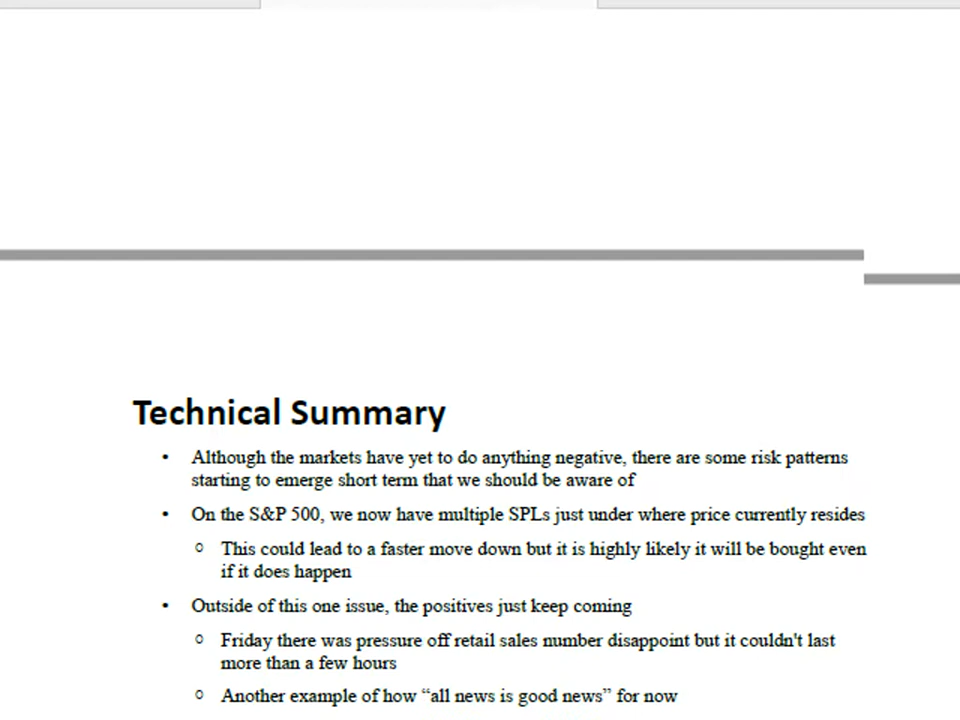 Technical Summary
• Although the markets have yet to do anything negative, there are some risk patterns
starting to emerge short term that we should be aware of
• On the S&P 500, we now have multiple SPLs just under where price currently resides
o This could lead to a faster move down but it is highly likely it will be bought even
if it does happen
• Outside of this one issue, the positives just keep coming
o Friday there was pressure off retail sales number disappoint but it couldn't last
more than a few hours
o Another example of how “all news is good news” for now